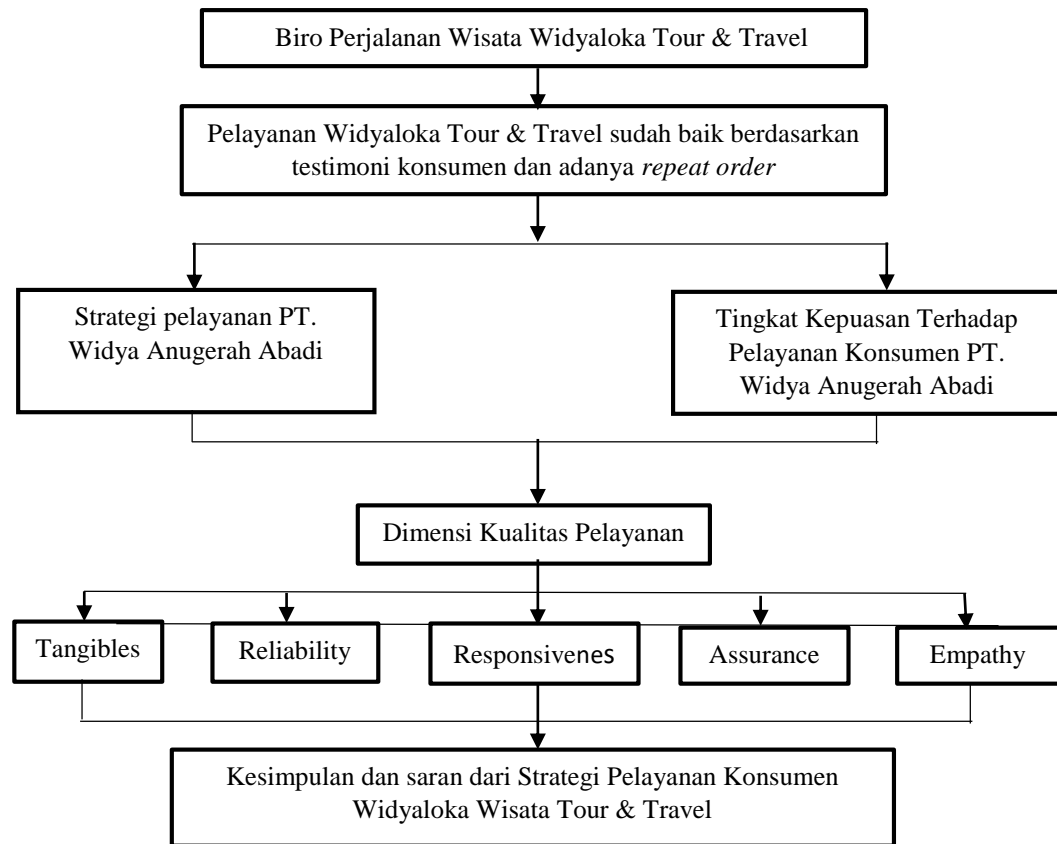 Biro Perjalanan Wisata Widyaloka Tour & Travel
Pelayanan Widyaloka Tour & Travel sudah baik berdasarkan
testimoni konsumen dan adanya repeat order
Strategi pelayanan PT.
Widya Anugerah Abadi
Tingkat Kepuasan Terhadap
Pelayanan Konsumen PT.
Widya Anugerah Abadi
Dimensi Kualitas Pelayanan
Tangibles
Reliability
Responsivenes
Assurance
Empathy
Kesimpulan dan saran dari Strategi Pelayanan Konsumen
Widyaloka Wisata Tour & Travel